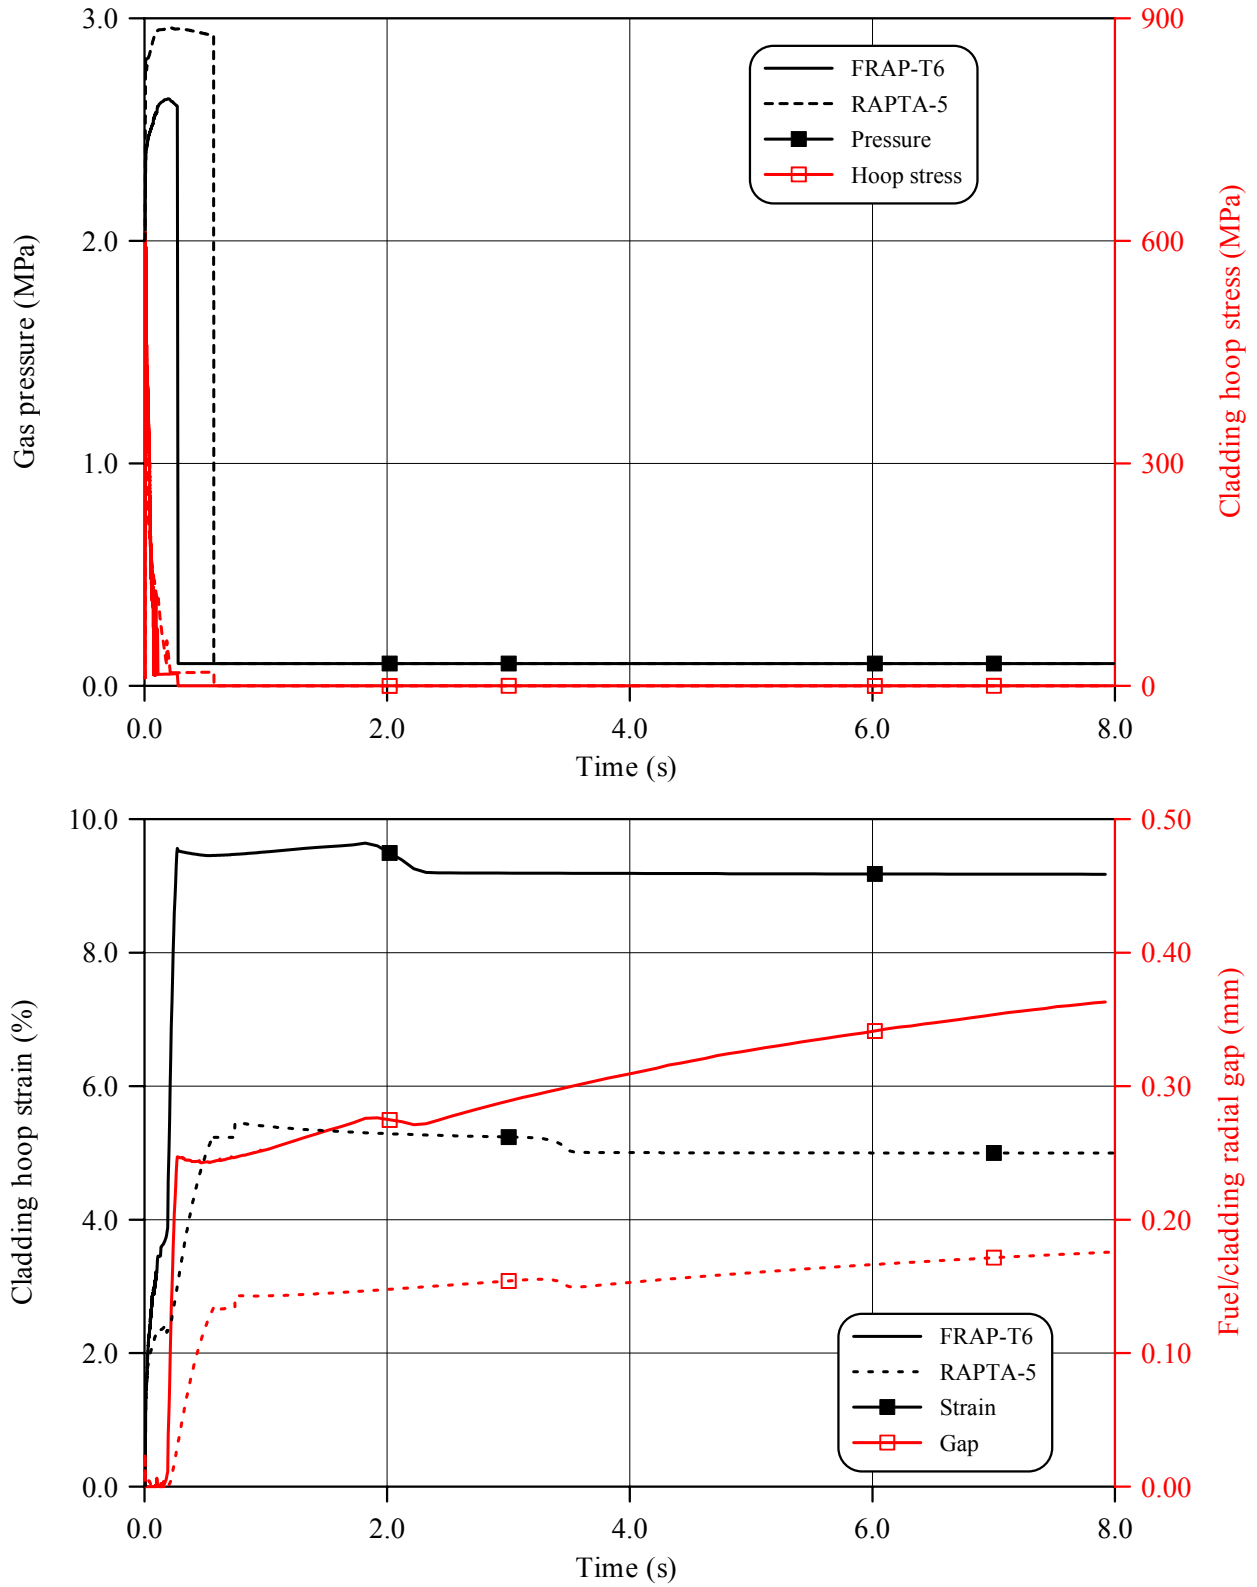 3.0
2.0
1.0
0.0
Gas pressure (MPa)
900
600
300
0
Cladding hoop stress (MPa)
FRAP-T6
RAPTA-5
Pressure
Hoop stress
0.0 2.0 4.0 6.0 8.0
Time (s)
10.0
8.0
6.0
4.0
2.0
0.0
Cladding hoop strain (%)
0.50
0.40
0.30
0.20
0.10
0.00
Fuel/cladding radial gap (mm)
FRAP-T6
RAPTA-5
Strain
Gap
0.0 2.0 4.0 6.0 8.0
Time (s)